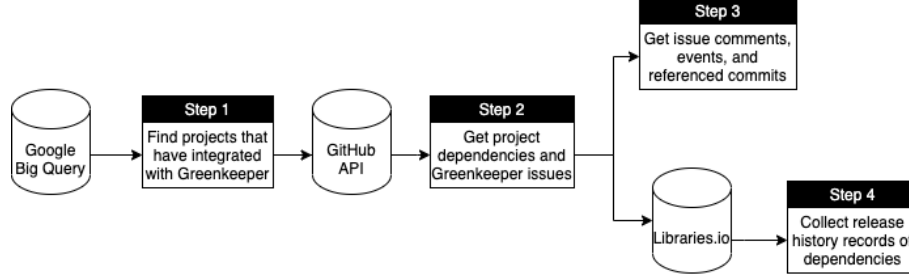 Google
Big Query
Step 1
Find projects that
have integrated
with Greenkeeper
GitHub
API
Step 2
Get project
dependencies and
Greenkeeper issues
Step 3
Get issue comments,
events, and
referenced commits
Libraries.io
Step 4
Collect release
history records of
dependencies